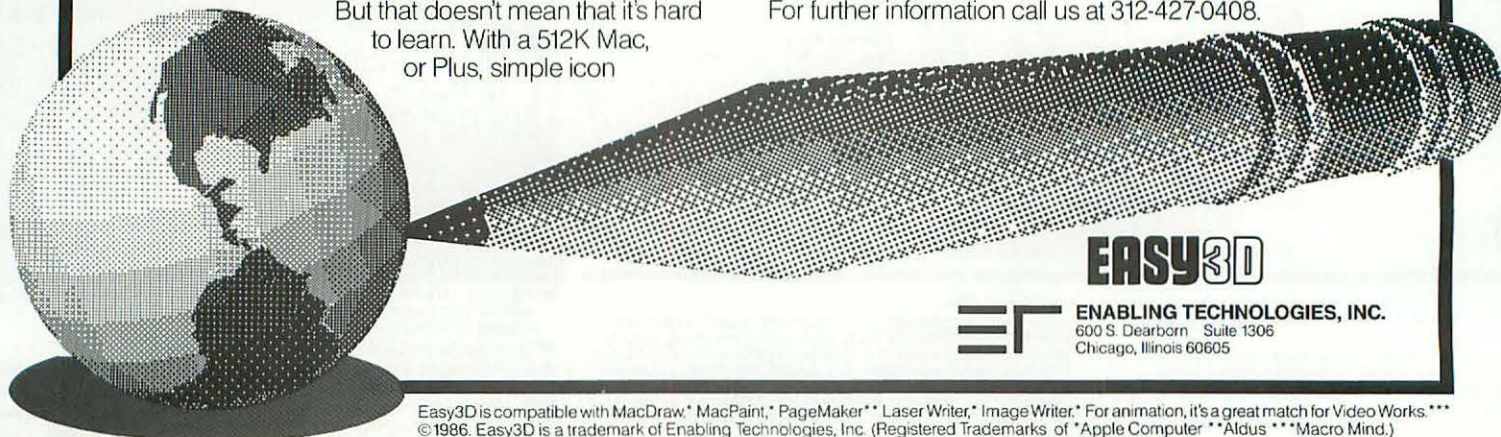 But that doesn't mean that it's hard
to learn. With a 512K Mac,
or Plus, simple icon
For further information call us at 312-427-0408.
EASY3D
ENABLING TECHNOLOGIES, INC.
600 S. Dearborn Suite 1306
Chicago, Illinois 60605
Easy3D is compatible with MacDraw,* MacPaint,* PageMaker** Laser Writer,* ImageWriter.* For animation, it's a great match for Video Works.***
©1986. Easy3D is a trademark of Enabling Technologies, Inc. (Registered Trademarks of *Apple Computer **Aldus ***Macro Mind.)